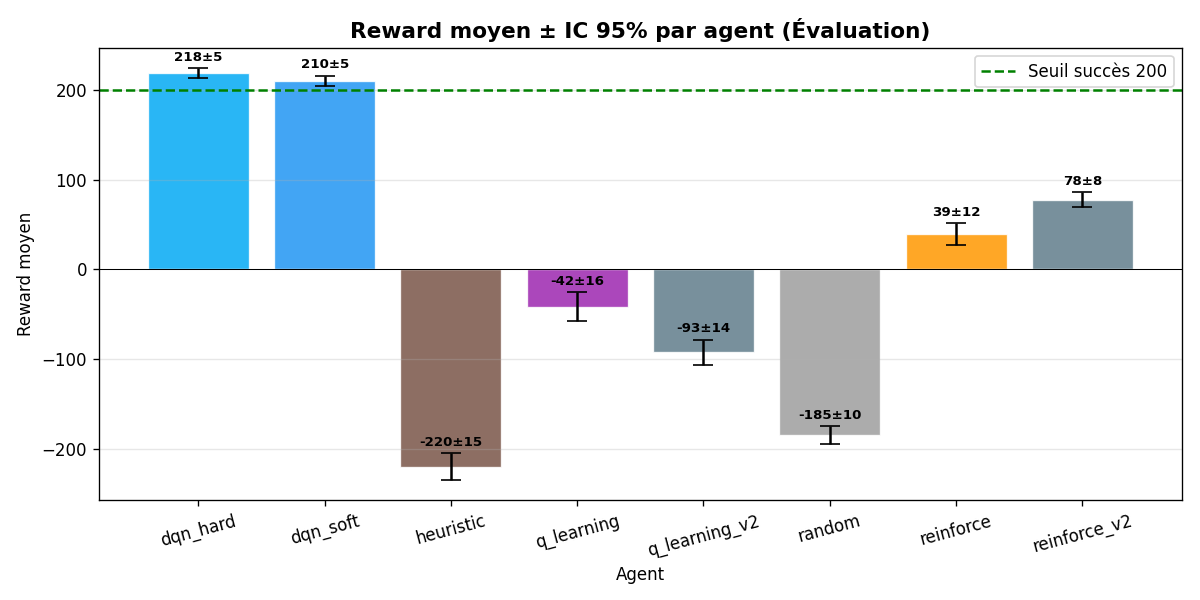 Reward moyen ± IC 95% par agent (Évaluation)
Seuil succès 200
218±5
210±5
-220±15
-42±16
-93±14
-185±10
39±12
78±8
Reward moyen
200
100
0
−100
−200
dqn_hard
dqn_soft
heuristic
q_learning
q_learning_v2
random
reinforce
reinforce_v2
Agent